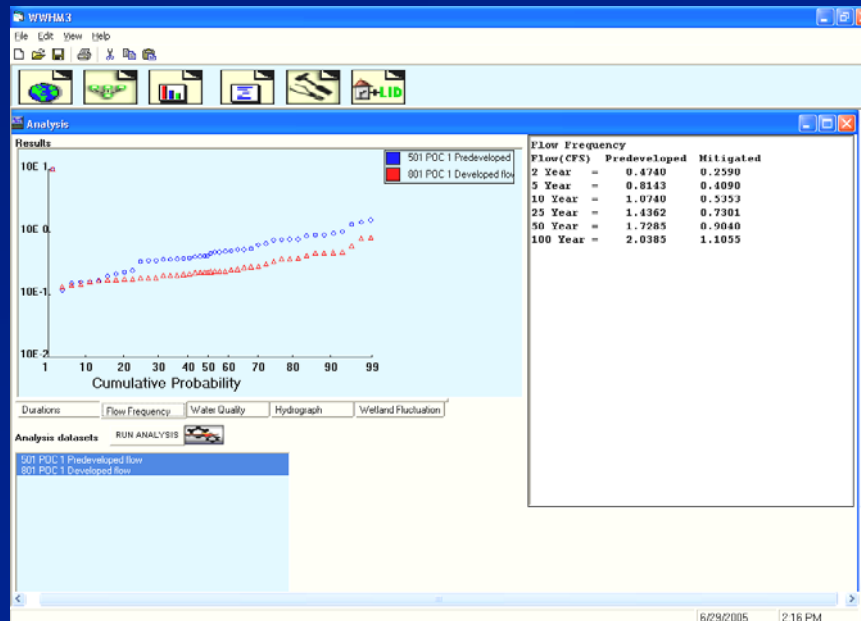 WWHM3
File Edit View Help
+LID
Analysis
Results
501 POC 1 Predeveloped
801 POC 1 Developed flow
10E 1
10E 0
10E-1
10E-2
1 10 20 30 40 50 60 70 80 90 99
Cumulative Probability
Flow Frequency
Flow(CFS) Predeveloped Mitigated
2 Year = 0.4740 0.2590
5 Year = 0.8143 0.4090
10 Year = 1.0740 0.5353
25 Year = 1.4362 0.7301
50 Year = 1.7285 0.9040
100 Year = 2.0385 1.1055
Durations Flow Frequency Water Quality Hydrograph Wetland Fluctuation
Analysis datasets RUN ANALYSIS
501 POC 1 Predeveloped flow
801 POC 1 Developed flow
6/29/2005 2:16 PM